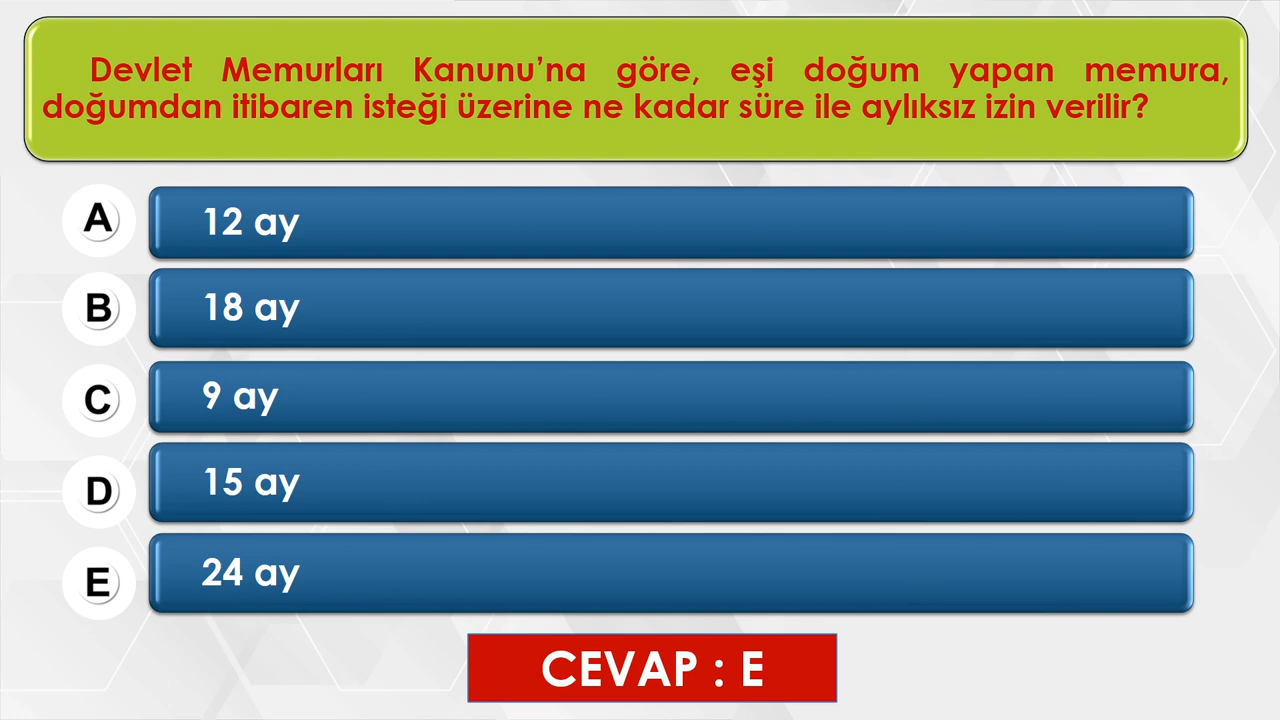 Devlet Memurları Kanunu’na göre, eşi doğum yapan memura,
doğumdan itibaren isteği üzerine ne kadar süre ile aylıksız izin verilir?
A 12 ay
B 18 ay
C 9 ay
D 15 ay
E 24 ay
CEVAP : E